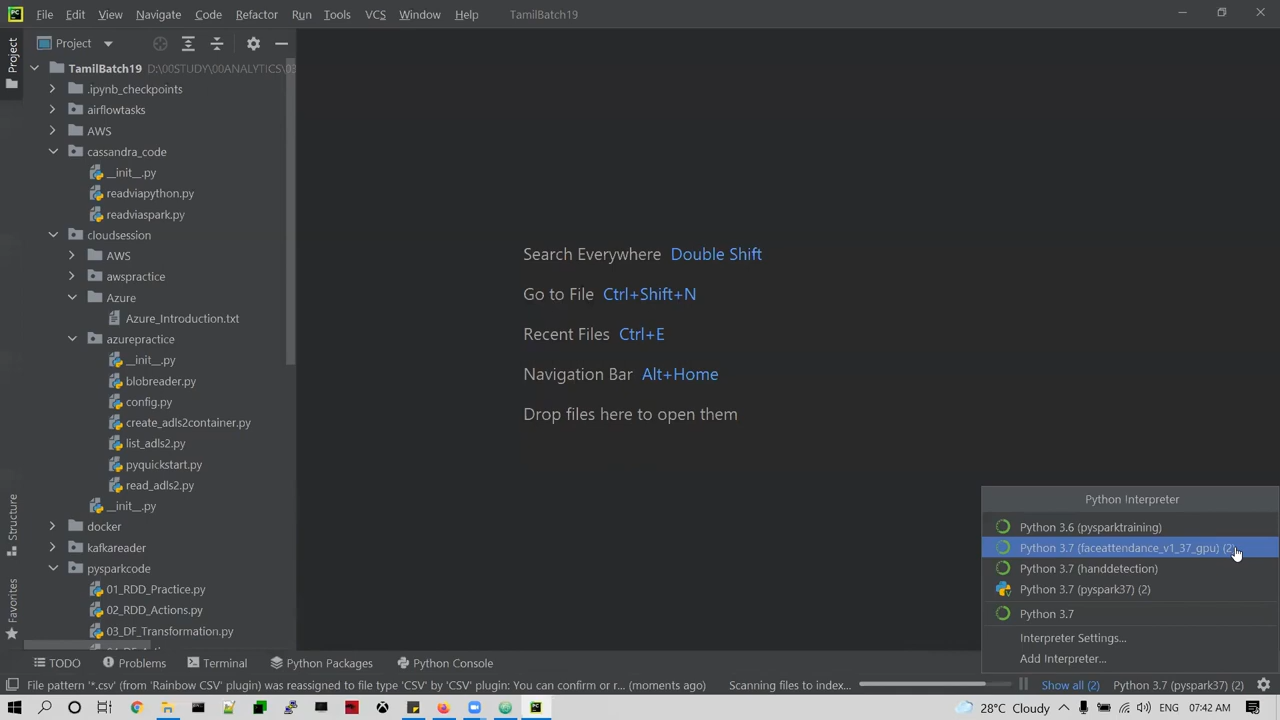 File Edit View Navigate Code Refactor Run Tools VCS Window Help TamilBatch19
Project
Project
TamilBatch19 D:\00STUDY\00ANALYTICS\03
.ipynb_checkpoints
airflowtasks
AWS
cassandra_code
__init__.py
readviapython.py
readviaspark.py
cloudsession
AWS
awspractice
Azure
Azure_Introduction.txt
azurepractice
__init__.py
blobreader.py
config.py
create_adls2container.py
list_adls2.py
pyquickstart.py
read_adls2.py
__init__.py
docker
kafkareader
pysparkcode
01_RDD_Practice.py
02_RDD_Actions.py
03_DF_Transformation.py
Structure
Favorites
Search Everywhere Double Shift
Go to File Ctrl+Shift+N
Recent Files Ctrl+E
Navigation Bar Alt+Home
Drop files here to open them
Python Interpreter
Python 3.6 (pysparktraining)
Python 3.7 (faceattendance_v1_37_gpu) (2)
Python 3.7 (handdetection)
Python 3.7 (pyspark37) (2)
Python 3.7
Interpreter Settings...
Add Interpreter...
TODO Problems Terminal Python Packages Python Console
File pattern '*.csv' (from 'Rainbow CSV' plugin) was reassigned to file type 'CSV' by 'CSV' plugin: You can confirm or r... (moments ago) Scanning files to index... Show all (2) Python 3.7 (pyspark37) (2)
28°C Cloudy ENG 07:42 AM